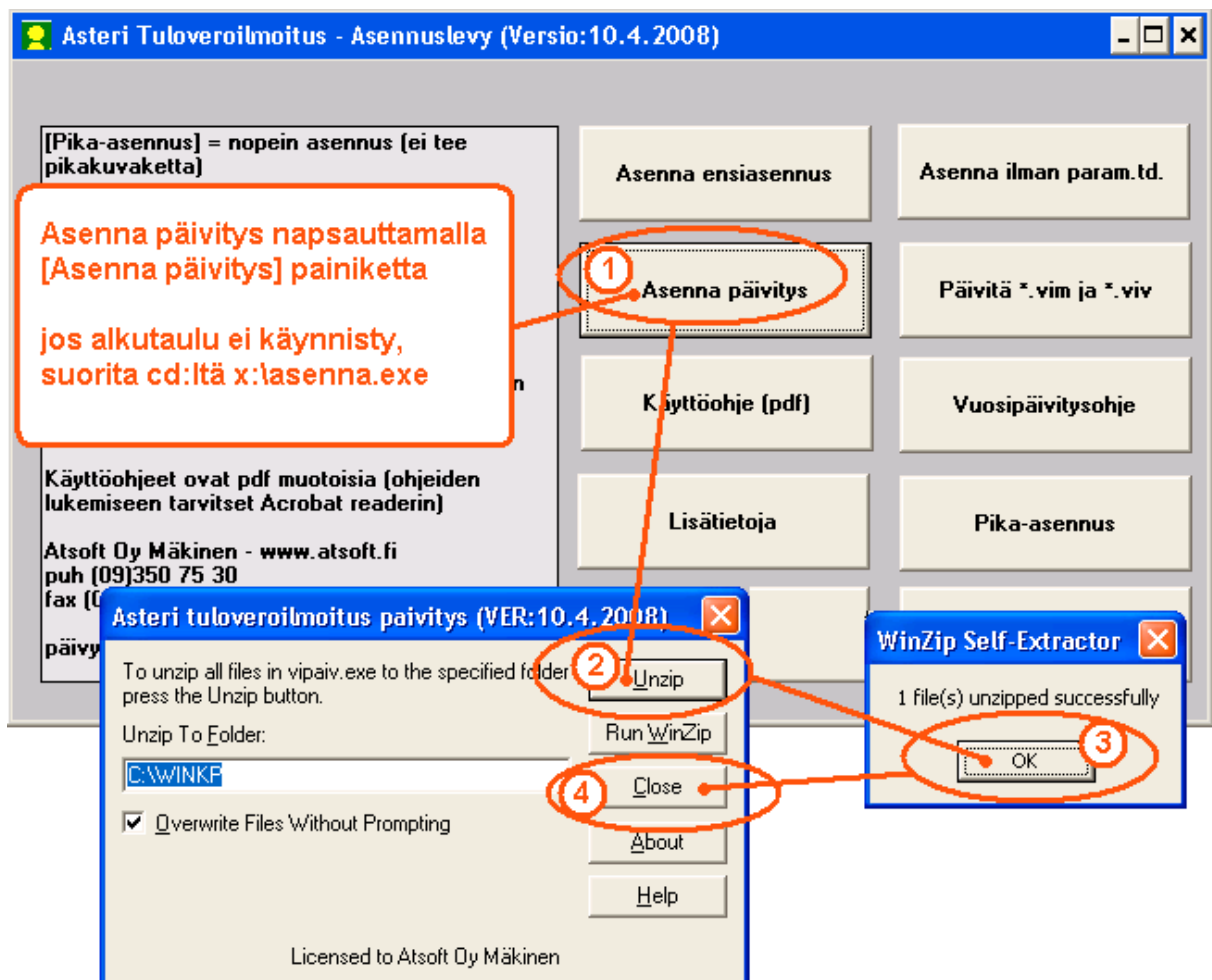 Asteri Tuloveroilmoitus - Asennuslevy (Versio:10.4.2008)
[Pika-asennus] = nopein asennus (ei tee
pikakuvaketta)
Asenna päivitys napsauttamalla
[Asenna päivitys] painiketta
jos alkutaulu ei käynnisty,
suorita cd:ltä x:\asenna.exe
n
Käyttöohjeet ovat pdf muotoisia (ohjeiden
lukemiseen tarvitset Acrobat readerin)
Atsoft Oy Mäkinen - www.atsoft.fi
puh (09)350 75 30
fax (0
päivy
Asenna ensiasennus
Asenna ilman param.td.
1
Asenna päivitys
Päivitä *.vim ja *.viv
Käyttöohje (pdf)
Vuosipäivitysohje
Lisätietoja
Pika-asennus
Asteri tuloveroilmoitus paivitys (VER:10.4.2008)
To unzip all files in vipaiv.exe to the specified folder
press the Unzip button.
Unzip To Folder:
C:\WINKP
Overwrite Files Without Prompting
2
Unzip
Run WinZip
4
Close
About
Help
Licensed to Atsoft Oy Mäkinen
WinZip Self-Extractor
1 file(s) unzipped successfully
3
OK